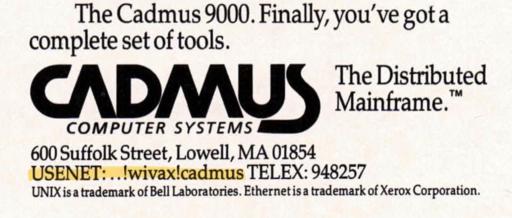 The Cadmus 9000. Finally, you've got a
complete set of tools.
CADMUS
COMPUTER SYSTEMS
The Distributed
Mainframe.™
600 Suffolk Street, Lowell, MA 01854
USENET: ...!wivax!cadmus TELEX: 948257
UNIX is a trademark of Bell Laboratories. Ethernet is a trademark of Xerox Corporation.